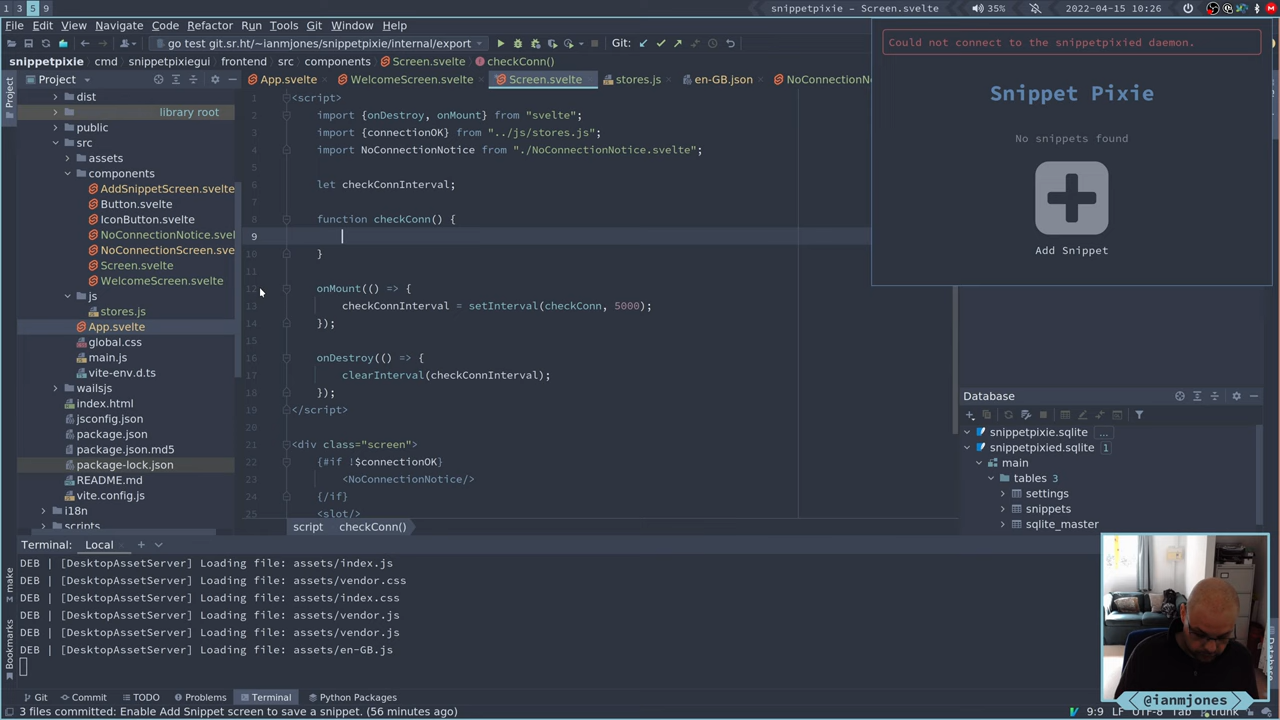 1 3 5 9
snippetpixie – Screen.svelte
35%
2022-04-15 10:26
File Edit View Navigate Code Refactor Run Tools Git Window Help
go test git.sr.ht/~ianmjones/snippetpixie/internal/export
Git:
snippetpixie cmd snippetpixiegui frontend src components Screen.svelte checkConn()
Project
App.svelte WelcomeScreen.svelte Screen.svelte stores.js en-GB.json NoConnectionNo
Project
dist
library root
public
src
assets
components
AddSnippetScreen.svelte
Button.svelte
IconButton.svelte
NoConnectionNotice.svel
NoConnectionScreen.sve
Screen.svelte
WelcomeScreen.svelte
js
stores.js
App.svelte
global.css
main.js
vite-env.d.ts
wailsjs
index.html
jsconfig.json
package.json
package.json.md5
package-lock.json
README.md
vite.config.js
i18n
scripts
1 <script>
2 import {onDestroy, onMount} from "svelte";
3 import {connectionOK} from "../js/stores.js";
4 import NoConnectionNotice from "./NoConnectionNotice.svelte";
5
6 let checkConnInterval;
7
8 function checkConn() {
9
10 }
11
12 onMount(() => {
13 checkConnInterval = setInterval(checkConn, 5000);
14 });
15
16 onDestroy(() => {
17 clearInterval(checkConnInterval);
18 });
19 </script>
20
21 <div class="screen">
22 {#if !$connectionOK}
23 <NoConnectionNotice/>
24 {/if}
25 <slot/>
script checkConn()
Could not connect to the snippetpixied daemon.
Snippet Pixie
No snippets found
Add Snippet
Database
snippetpixie.sqlite ...
snippetpixied.sqlite 1
main
tables 3
settings
snippets
sqlite_master
Terminal: Local
DEB | [DesktopAssetServer] Loading file: assets/index.js
DEB | [DesktopAssetServer] Loading file: assets/vendor.css
DEB | [DesktopAssetServer] Loading file: assets/index.css
DEB | [DesktopAssetServer] Loading file: assets/vendor.js
DEB | [DesktopAssetServer] Loading file: assets/vendor.js
DEB | [DesktopAssetServer] Loading file: assets/en-GB.js
make
Bookmarks
Database
@ianmjones
Git Commit TODO Problems Terminal Python Packages
3 files committed: Enable Add Snippet screen to save a snippet. (56 minutes ago)
9:9 LF UTF-8 Tab trunk